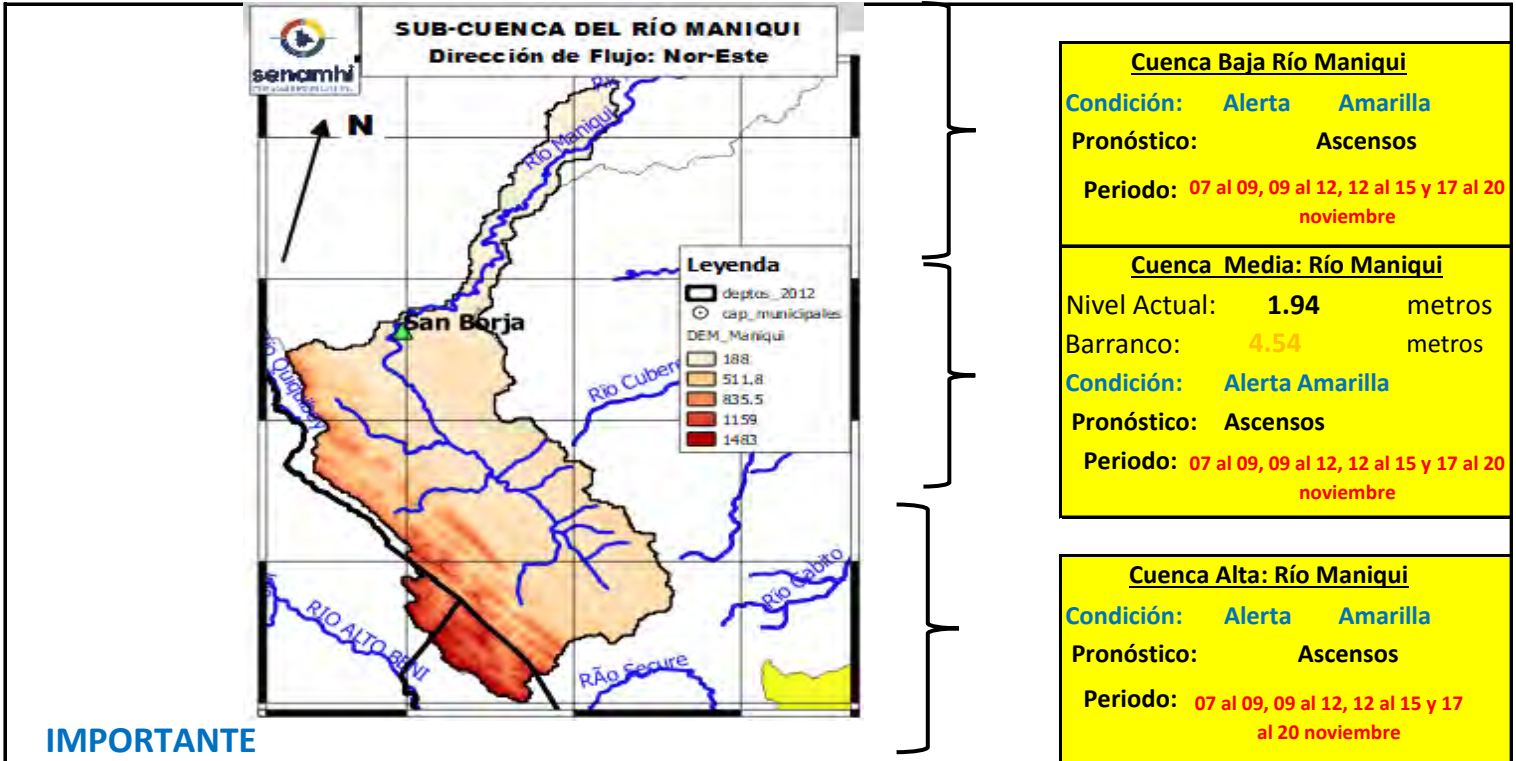 SUB-CUENCA DEL RÍO MANIQUI
Dirección de Flujo: Nor-Este
senamhi
N
Río Maniqui
San Borja
Río Quiquibey
Río Cubere
RIO ALTO BENI
RÃo Secure
Río Cabito
Leyenda
deptos_2012
cap_municipales
DEM_Maniqui
188
511.8
835.5
1159
1483
Cuenca Baja Río Maniqui
Condición: Alerta Amarilla
Pronóstico: Ascensos
Periodo: 07 al 09, 09 al 12, 12 al 15 y 17 al 20
noviembre
Cuenca Media: Río Maniqui
Nivel Actual: 1.94 metros
Barranco: 4.54 metros
Condición: Alerta Amarilla
Pronóstico: Ascensos
Periodo: 07 al 09, 09 al 12, 12 al 15 y 17 al 20
noviembre
Cuenca Alta: Río Maniqui
Condición: Alerta Amarilla
Pronóstico: Ascensos
Periodo: 07 al 09, 09 al 12, 12 al 15 y 17
al 20 noviembre
IMPORTANTE